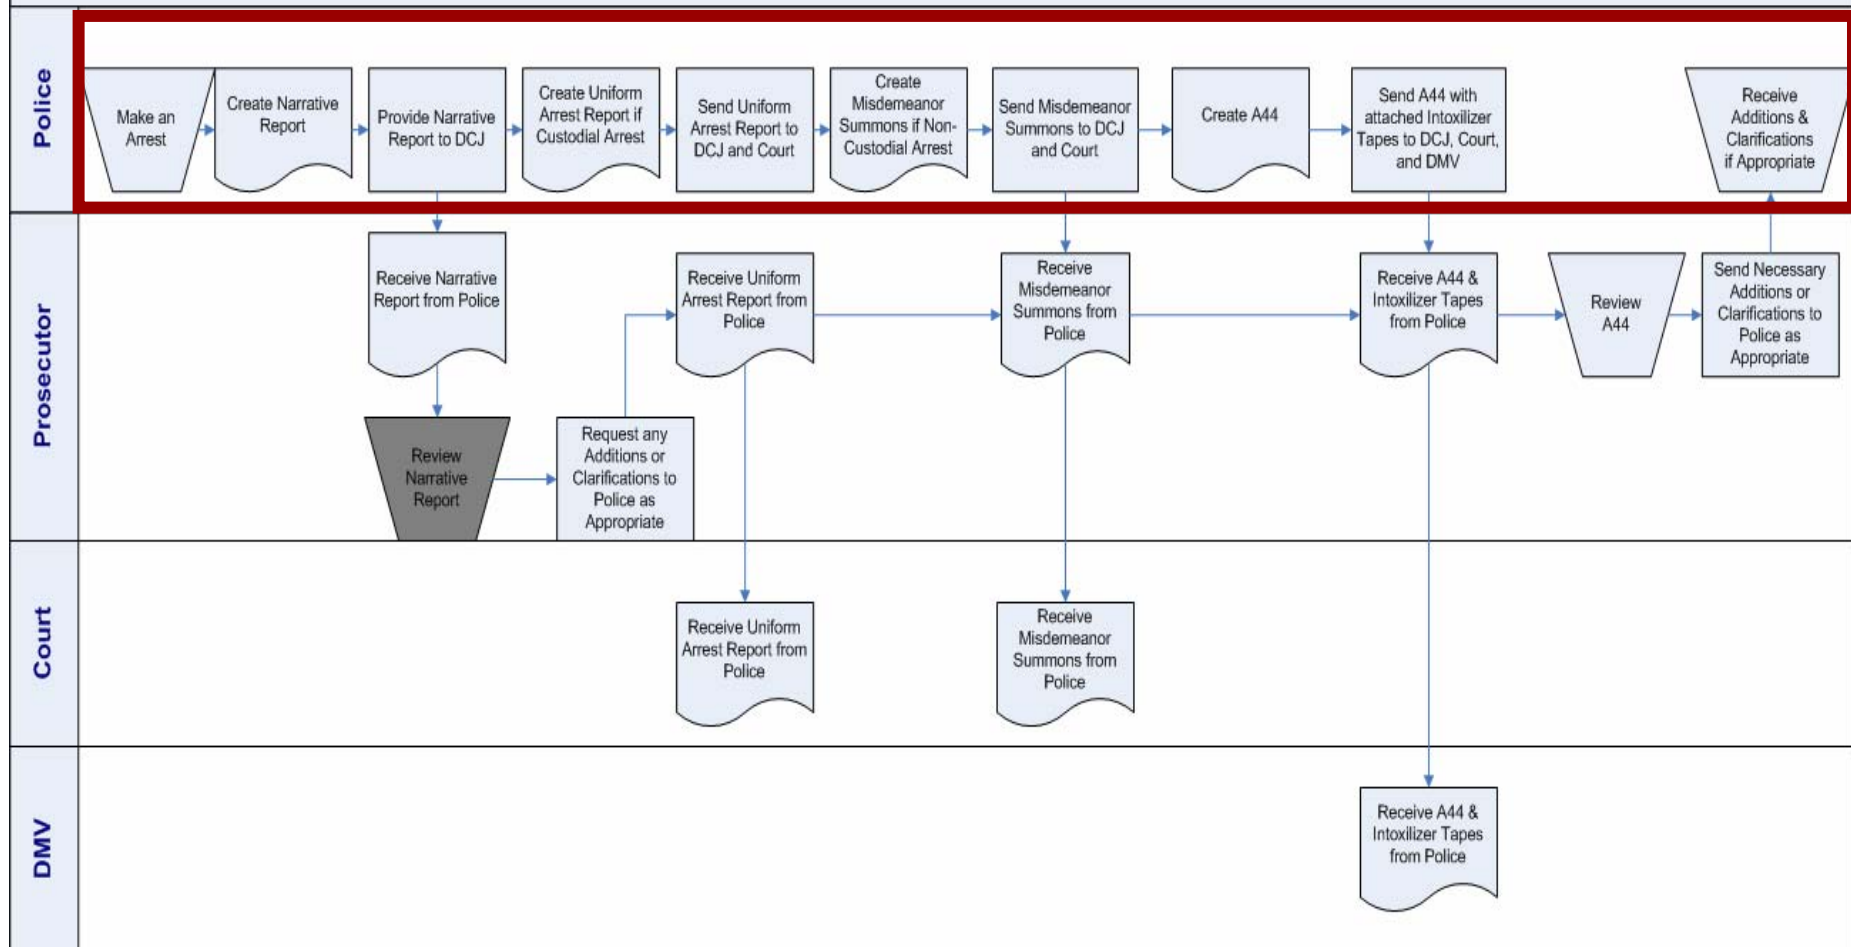 Police
Make an
Arrest
Create Narrative
Report
Provide Narrative
Report to DCJ
Create Uniform
Arrest Report if
Custodial Arrest
Send Uniform
Arrest Report to
DCJ and Court
Create
Misdemeanor
Summons if Non-
Custodial Arrest
Send Misdemeanor
Summons to DCJ
and Court
Create A44
Send A44 with
attached Intoxilizer
Tapes to DCJ, Court,
and DMV
Receive
Additions &
Clarifications
if Appropriate
Prosecutor
Receive Narrative
Report from Police
Receive Uniform
Arrest Report from
Police
Receive
Misdemeanor
Summons from
Police
Receive A44 &
Intoxilizer Tapes
from Police
Review
A44
Send Necessary
Additions or
Clarifications to
Police as
Appropriate
Review
Narrative
Report
Request any
Additions or
Clarifications to
Police as
Appropriate
Court
Receive Uniform
Arrest Report from
Police
Receive
Misdemeanor
Summons from
Police
DMV
Receive A44 &
Intoxilizer Tapes
from Police